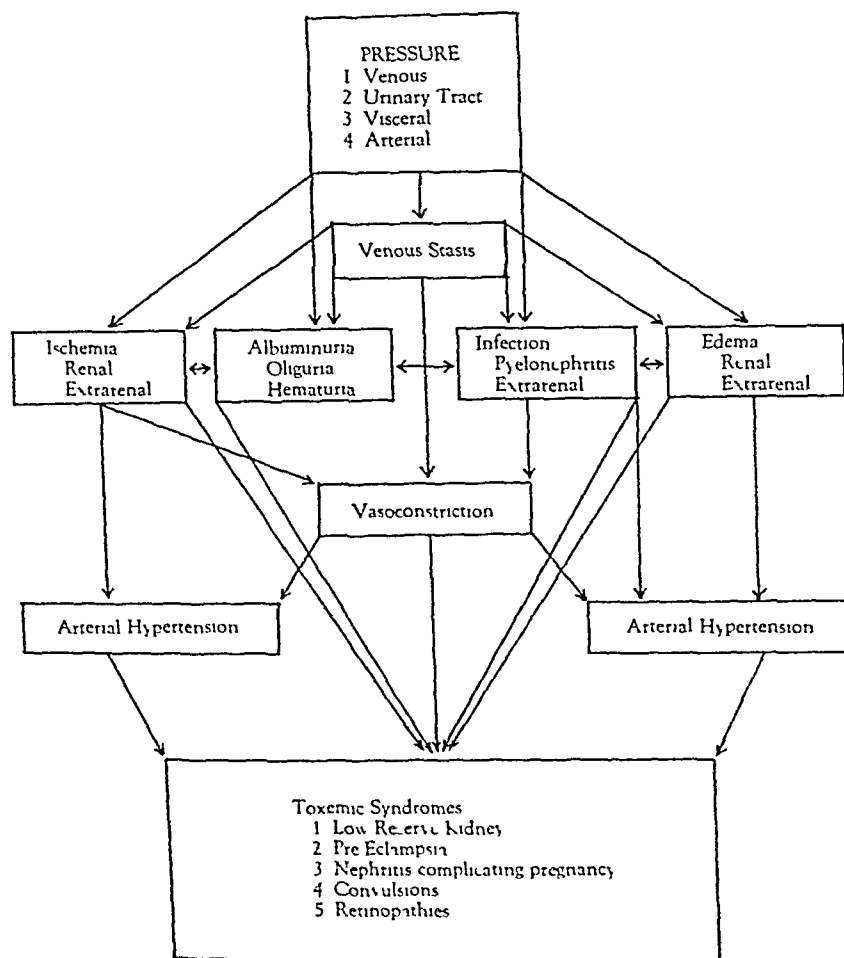 PRESSURE
1 Venous
2 Urinary Tract
3 Visceral
4 Arterial
Venous Stasis
Ischemia
Renal
Extrarenal
Albuminuria
Oliguria
Hematuria
Infection
Pyelonephritis
Extrarenal
Edema
Renal
Extrarenal
Vasoconstriction
Arterial Hypertension
Arterial Hypertension
Toxemic Syndromes
1 Low Reserve Kidney
2 Pre Eclampsia
3 Nephritis complicating pregnancy
4 Convulsions
5 Retinopathies